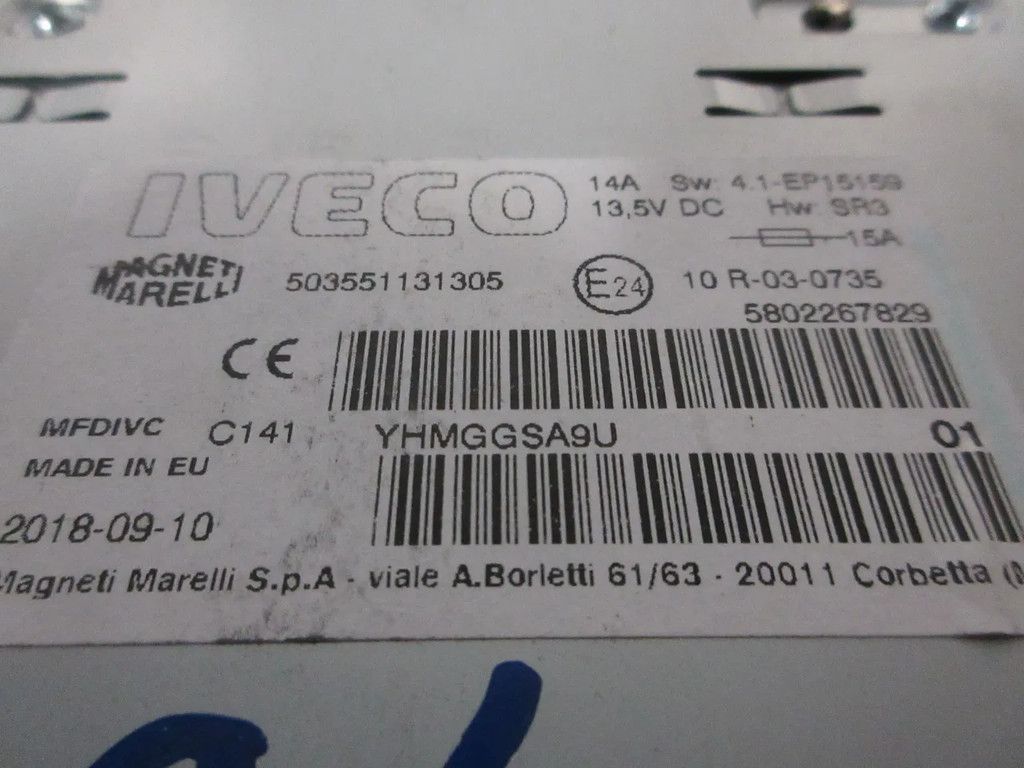 IVECO
14A Sw: 4.1-EP15159
13,5V DC Hw: SR3
15A
MAGNETI
MARELLI
503551131305 E24 10 R-03-0735
5802267829
CE
MFDIVC C141 YHMGGSA9U 01
MADE IN EU
2018-09-10
Magneti Marelli S.p.A - viale A.Borletti 61/63 - 20011 Corbetta